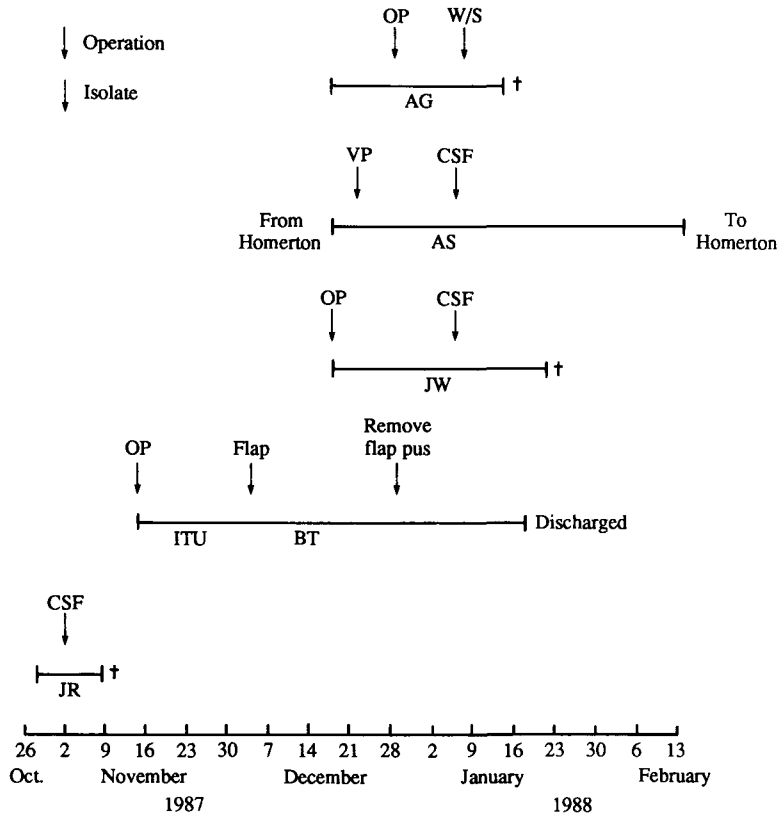 OP W/S
Operation
Isolate
AG †
VP CSF
From Homerton
AS
To Homerton
OP CSF
JW †
OP Flap Remove flap pus
ITU BT Discharged
CSF
JR †
26 2 9 16 23 30 7 14 21 28 2 9 16 23 30 6 13
Oct. November December January February
1987 1988